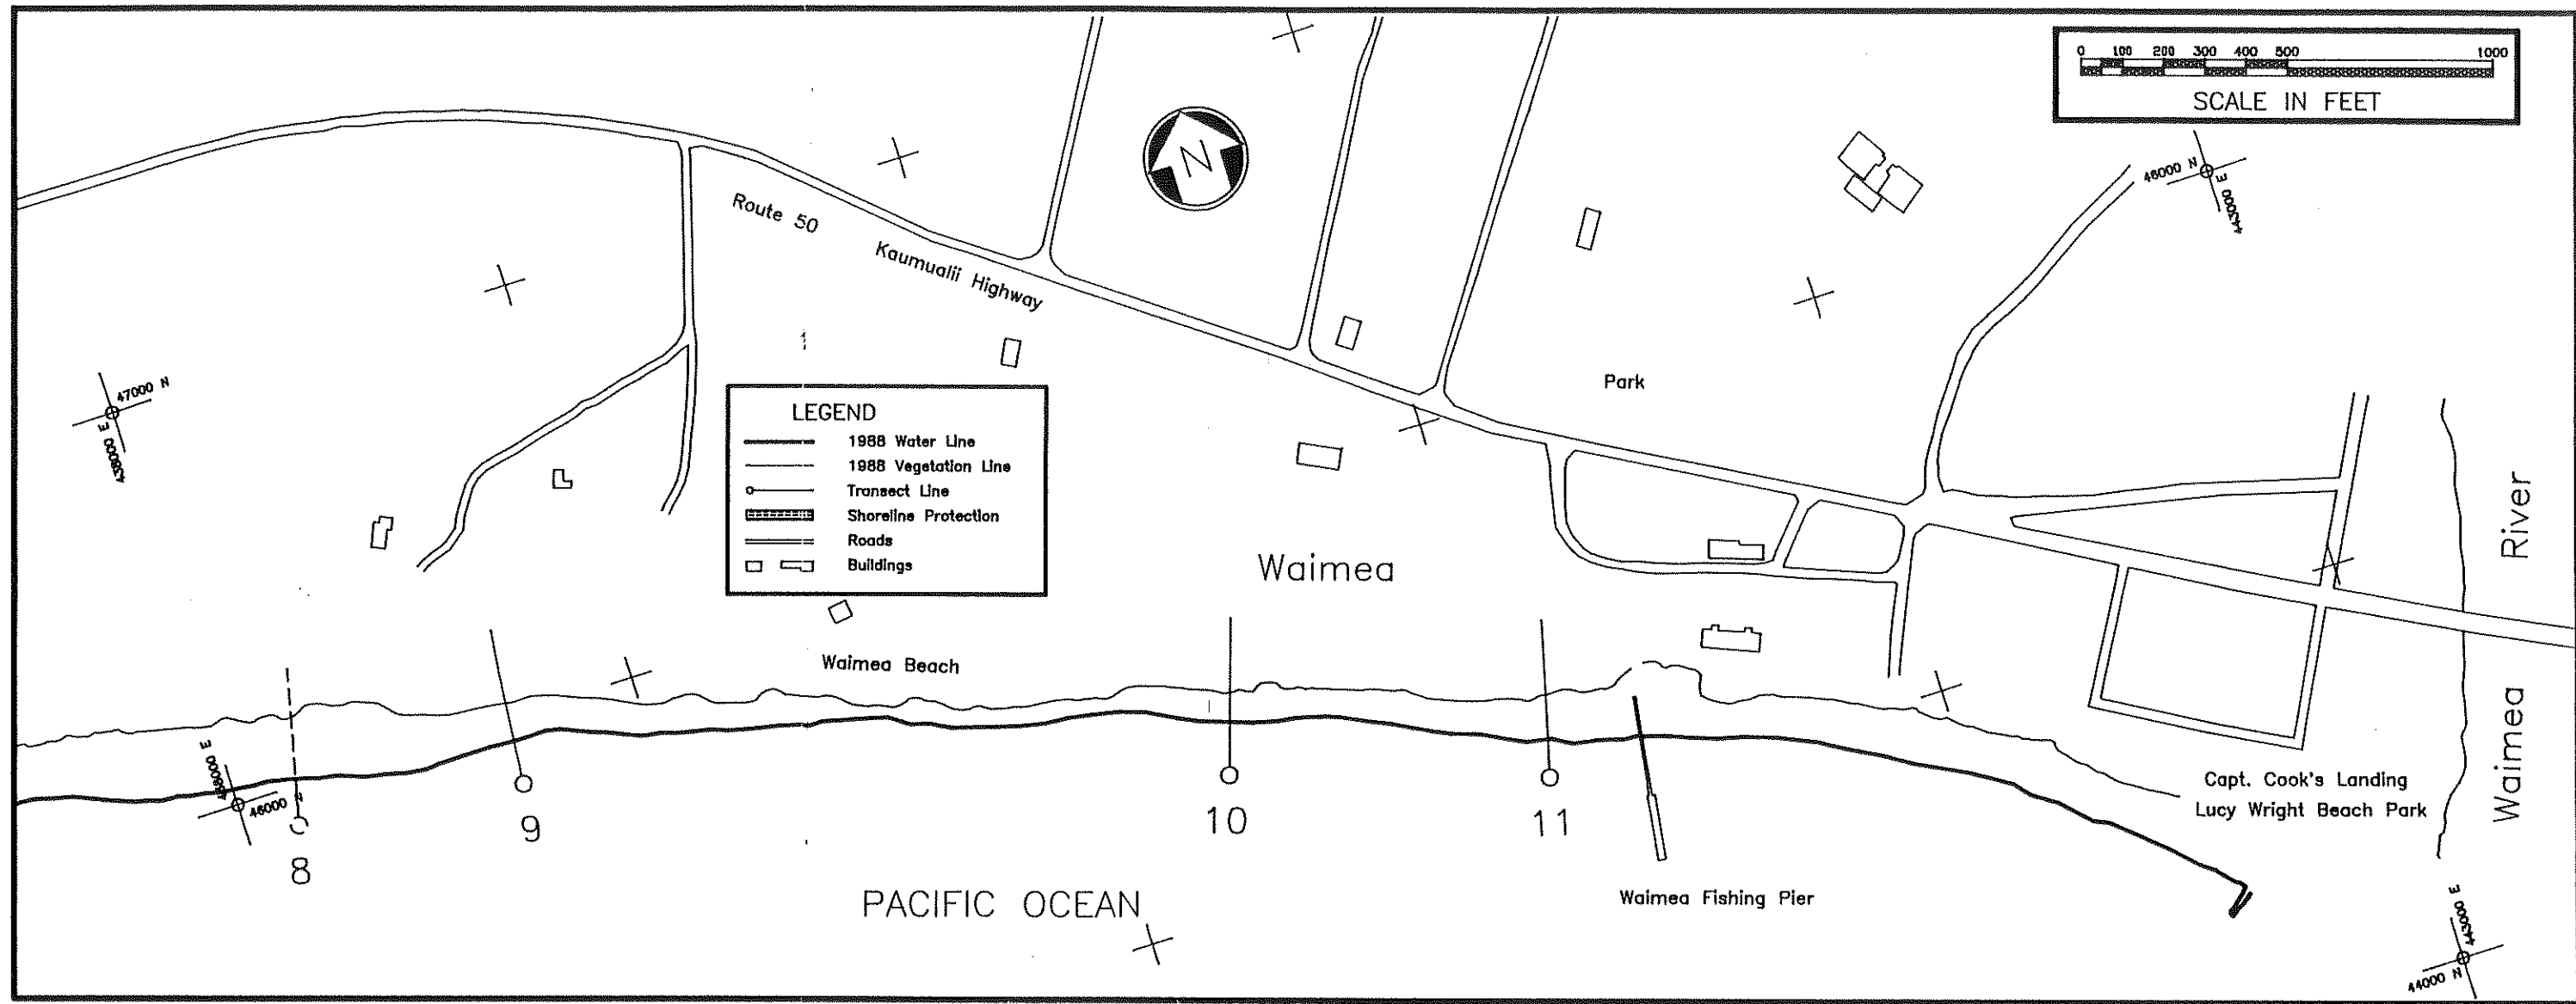 0 100 200 300 400 500 1000
SCALE IN FEET
N
46000 N
443000 E
Route 50
Kaumualii Highway
47000 N
438000 E
Park
LEGEND
1988 Water Line
1988 Vegetation Line
Transect Line
Shoreline Protection
Roads
Buildings
Waimea
River
Waimea
Waimea Beach
Capt. Cook's Landing
Lucy Wright Beach Park
46000 N
8
9
10
11
PACIFIC OCEAN
Waimea Fishing Pier
443000 E
44000 N